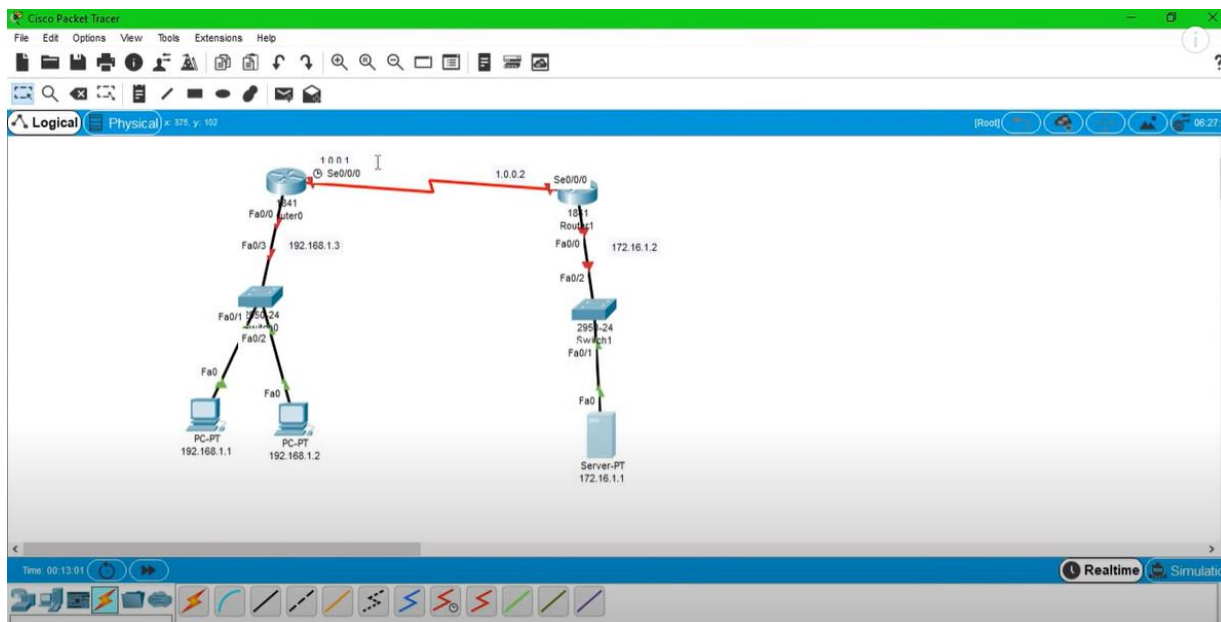 Cisco Packet Tracer
File Edit Options View Tools Extensions Help
Logical Physical x: 375, y: 102 [Root] 06:27:
1.0.0.1
Se0/0/0
1.0.0.2
Se0/0/0
1841
Fa0/0
1841
Router1
Fa0/3
192.168.1.3
Fa0/0
172.16.1.2
Fa0/2
Fa0/1
Fa0/2
2950-24
Switch1
Fa0/1
Fa0
Fa0
Fa0
PC-PT
192.168.1.1
PC-PT
192.168.1.2
Server-PT
172.16.1.1
Time: 00:13:01
Realtime
Simulatio